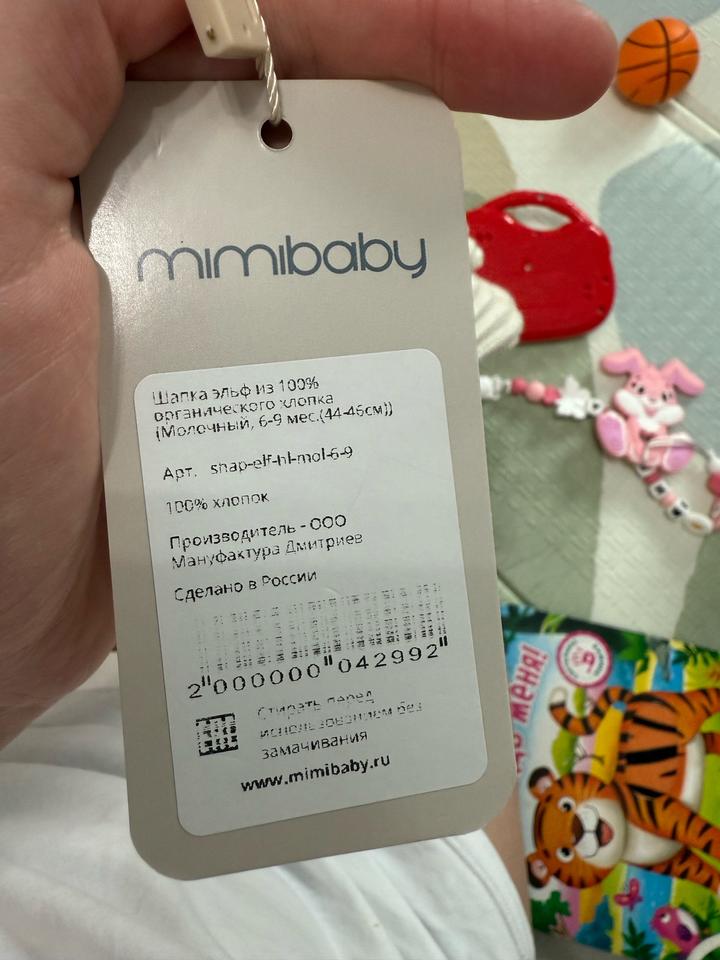 mimibaby
Шапка эльф из 100%
органического хлопка
(Молочный, 6-9 мес.(44-46см))
Арт. shap-elf-hl-mol-6-9
100% хлопок
Производитель - ООО
Мануфактура Дмитриев
Сделано в России
2"000000"042992"
Стирать перед
использованием без
замачивания
www.mimibaby.ru
меня!